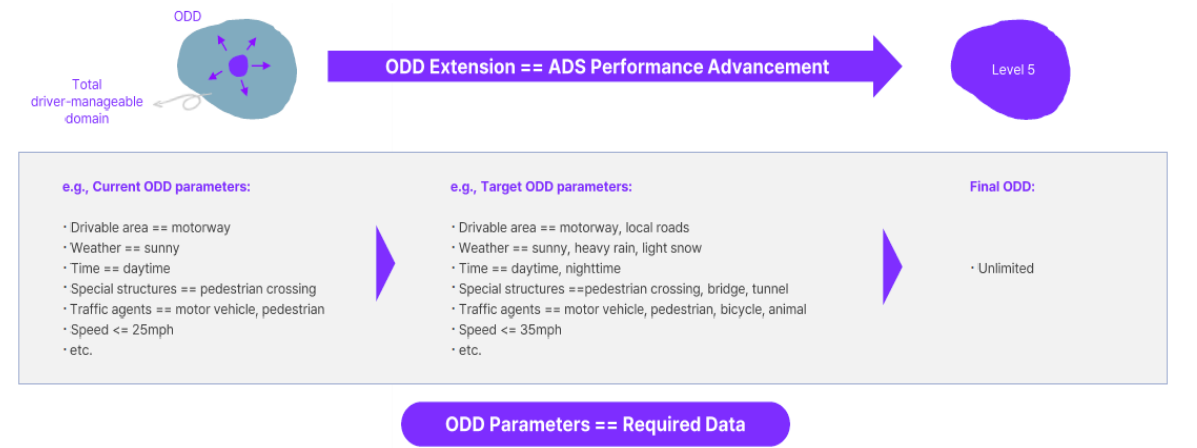 ODD
Total
driver-manageable
domain
ODD Extension == ADS Performance Advancement
Level 5
e.g., Current ODD parameters:
· Drivable area == motorway
· Weather == sunny
· Time == daytime
· Special structures == pedestrian crossing
· Traffic agents == motor vehicle, pedestrian
· Speed <= 25mph
· etc.
e.g., Target ODD parameters:
· Drivable area == motorway, local roads
· Weather == sunny, heavy rain, light snow
· Time == daytime, nighttime
· Special structures ==pedestrian crossing, bridge, tunnel
· Traffic agents == motor vehicle, pedestrian, bicycle, animal
· Speed <= 35mph
· etc.
Final ODD:
· Unlimited
ODD Parameters == Required Data